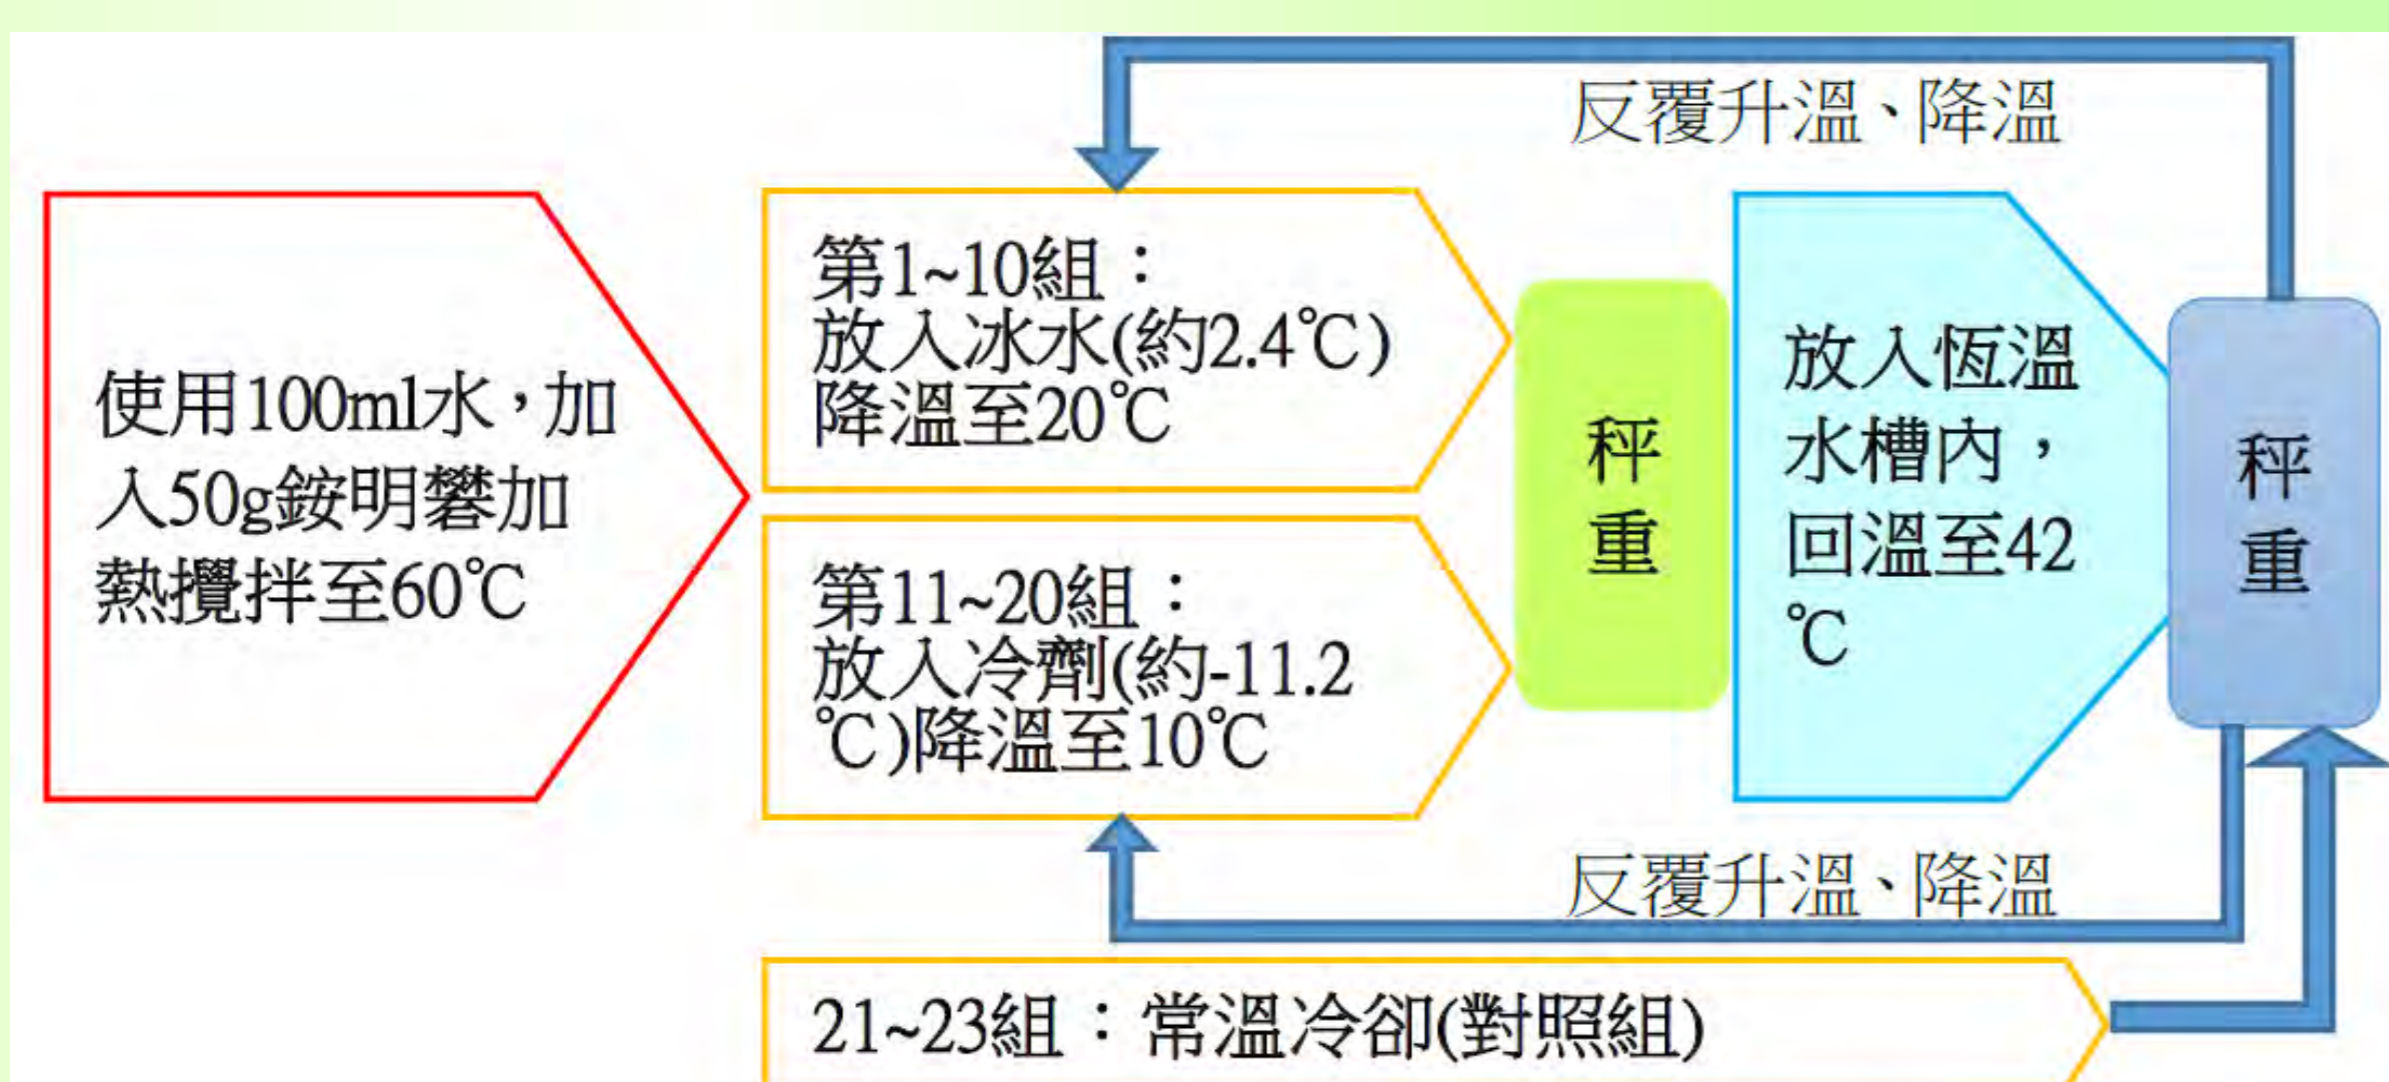 反覆升溫、降溫
使用100ml水，加
入50g銨明礬加
熱攪拌至60℃
第1~10組：
放入冰水(約2.4℃)
降溫至20℃
第11~20組：
放入冷劑(約-11.2
℃)降溫至10℃
秤
重
放入恆溫
水槽內，
回溫至42
℃
秤
重
反覆升溫、降溫
21~23組：常溫冷卻(對照組)